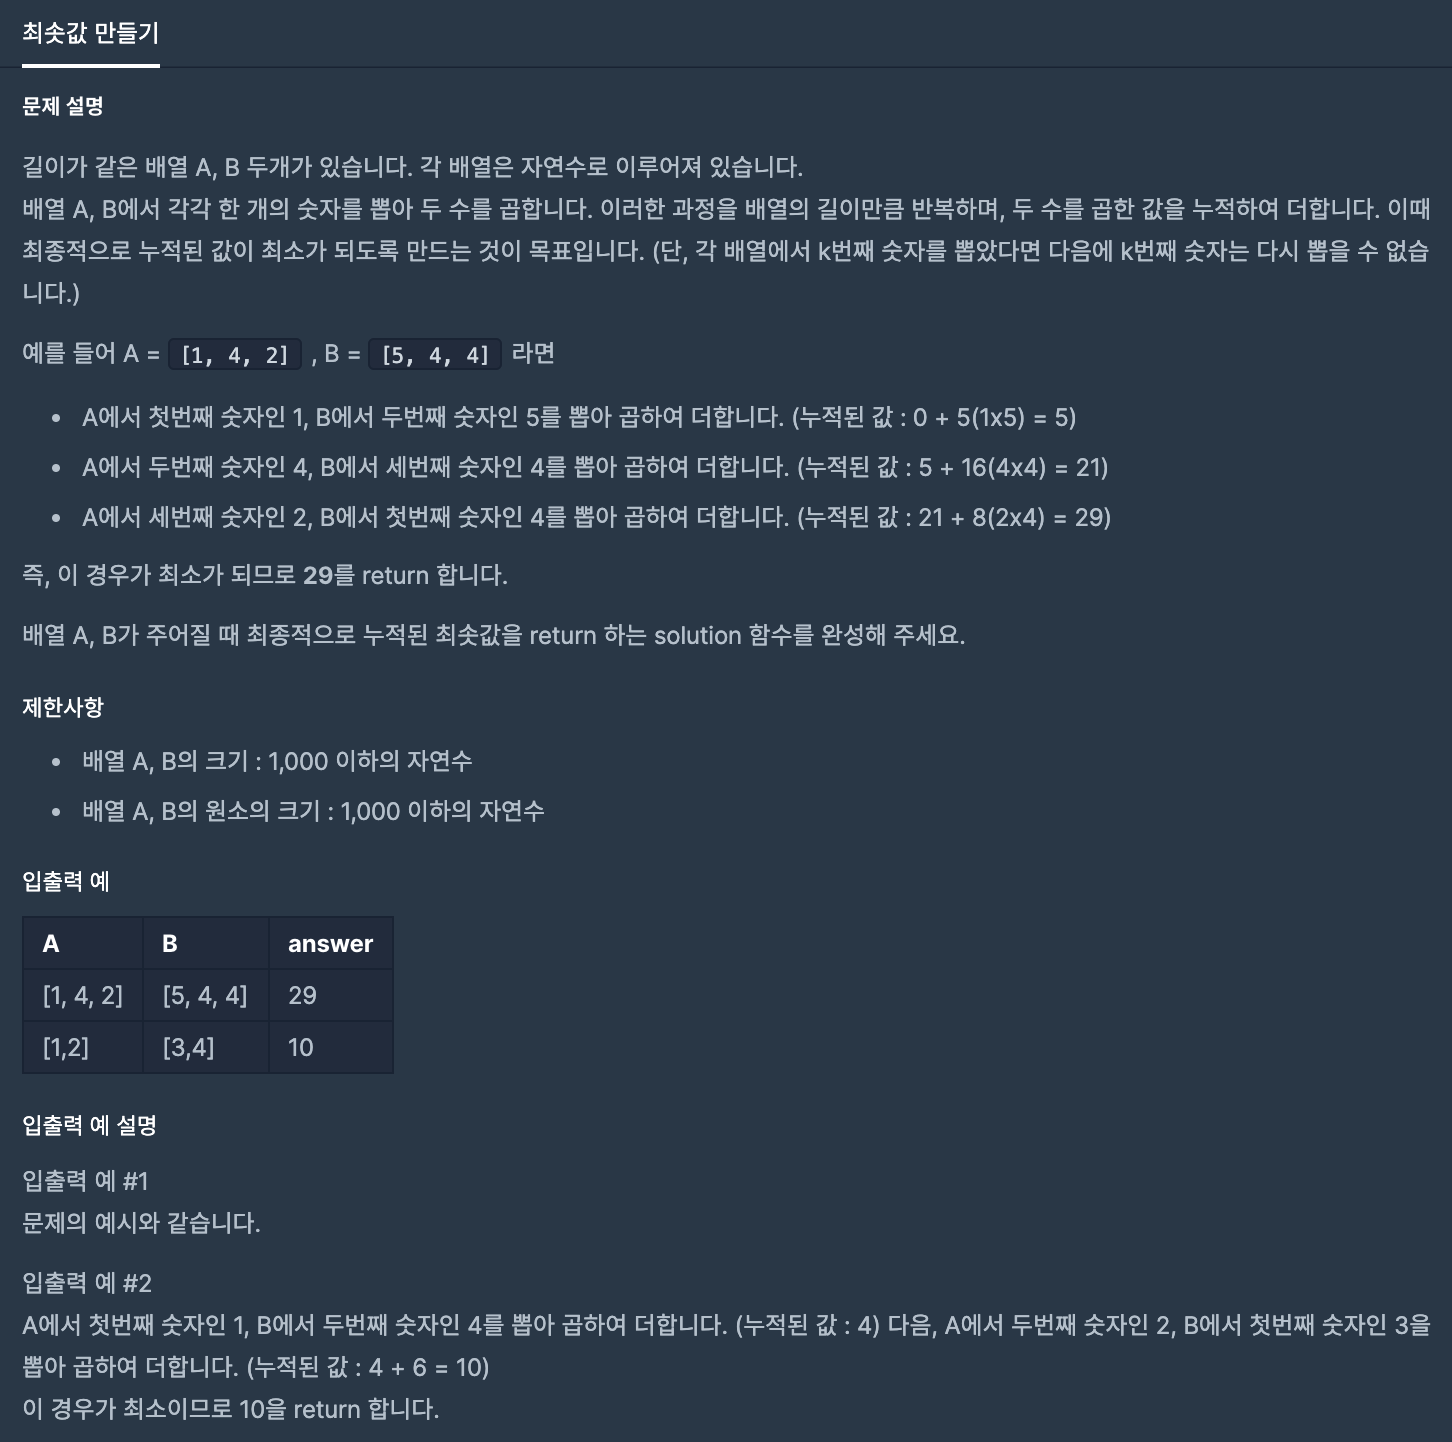 최솟값 만들기
문제 설명
길이가 같은 배열 A, B 두개가 있습니다. 각 배열은 자연수로 이루어져 있습니다.
배열 A, B에서 각각 한 개의 숫자를 뽑아 두 수를 곱합니다. 이러한 과정을 배열의 길이만큼 반복하며, 두 수를 곱한 값을 누적하여 더합니다. 이때
최종적으로 누적된 값이 최소가 되도록 만드는 것이 목표입니다. (단, 각 배열에서 k번째 숫자를 뽑았다면 다음에 k번째 숫자는 다시 뽑을 수 없습
니다.)
예를 들어 A = [1, 4, 2] , B = [5, 4, 4] 라면
• A에서 첫번째 숫자인 1, B에서 두번째 숫자인 5를 뽑아 곱하여 더합니다. (누적된 값 : 0 + 5(1x5) = 5)
• A에서 두번째 숫자인 4, B에서 세번째 숫자인 4를 뽑아 곱하여 더합니다. (누적된 값 : 5 + 16(4x4) = 21)
• A에서 세번째 숫자인 2, B에서 첫번째 숫자인 4를 뽑아 곱하여 더합니다. (누적된 값 : 21 + 8(2x4) = 29)
즉, 이 경우가 최소가 되므로 29를 return 합니다.
배열 A, B가 주어질 때 최종적으로 누적된 최솟값을 return 하는 solution 함수를 완성해 주세요.
제한사항
• 배열 A, B의 크기 : 1,000 이하의 자연수
• 배열 A, B의 원소의 크기 : 1,000 이하의 자연수
입출력 예
A B answer
[1, 4, 2] [5, 4, 4] 29
[1,2] [3,4] 10
입출력 예 설명
입출력 예 #1
문제의 예시와 같습니다.
입출력 예 #2
A에서 첫번째 숫자인 1, B에서 두번째 숫자인 4를 뽑아 곱하여 더합니다. (누적된 값 : 4) 다음, A에서 두번째 숫자인 2, B에서 첫번째 숫자인 3을
뽑아 곱하여 더합니다. (누적된 값 : 4 + 6 = 10)
이 경우가 최소이므로 10을 return 합니다.